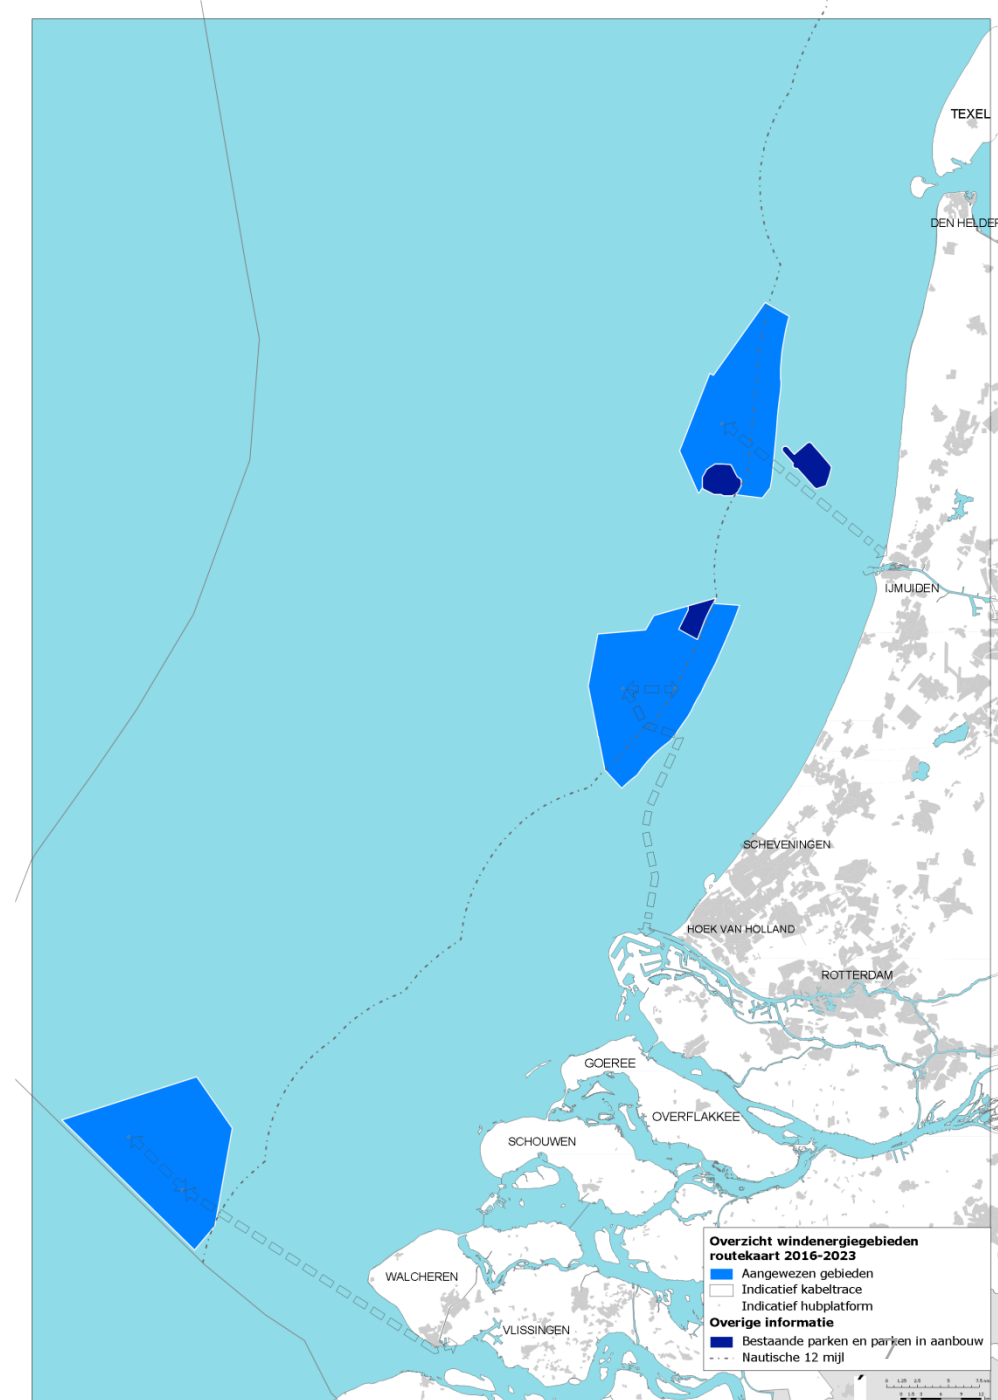 TEXEL
DEN HELDER
IJMUIDEN
SCHEVENINGEN
HOEK VAN HOLLAND
ROTTERDAM
GOEREE
OVERFLAKKEE
SCHOUWEN
WALCHEREN
VLISSINGEN
Overzicht windenergiegebieden
routekaart 2016-2023
Aangewezen gebieden
Indicatief kabeltrace
Indicatief hubplatform
Overige informatie
Bestaande parken en parken in aanbouw
Nautische 12 mijl